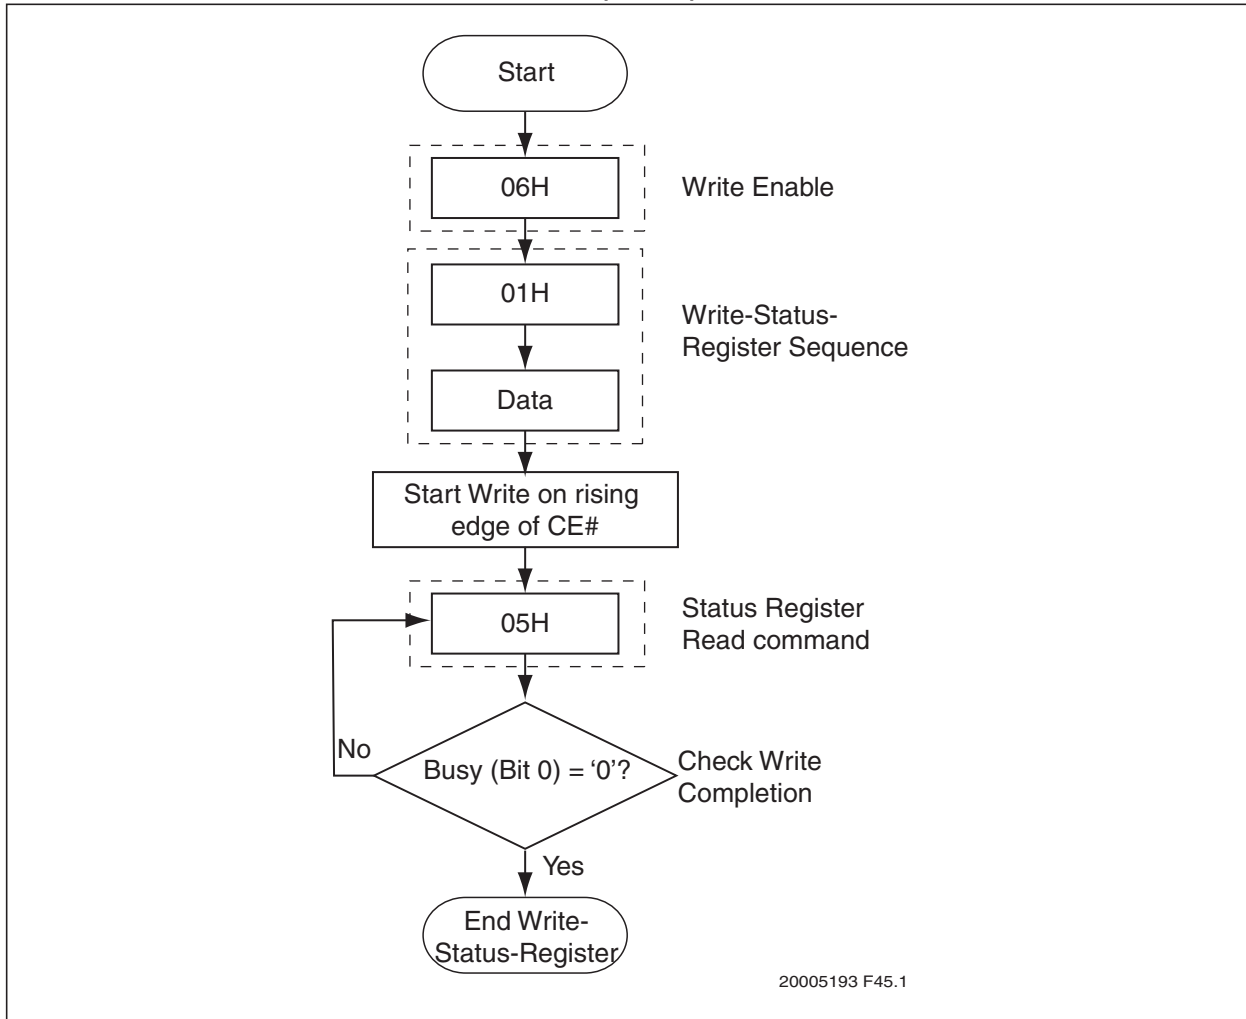 Start
06H
Write Enable
01H
Write-Status-
Register Sequence
Data
Start Write on rising
edge of CE#
05H
Status Register
Read command
No
Busy (Bit 0) = ‘0’?
Check Write
Completion
Yes
End Write-
Status-Register
20005193 F45.1